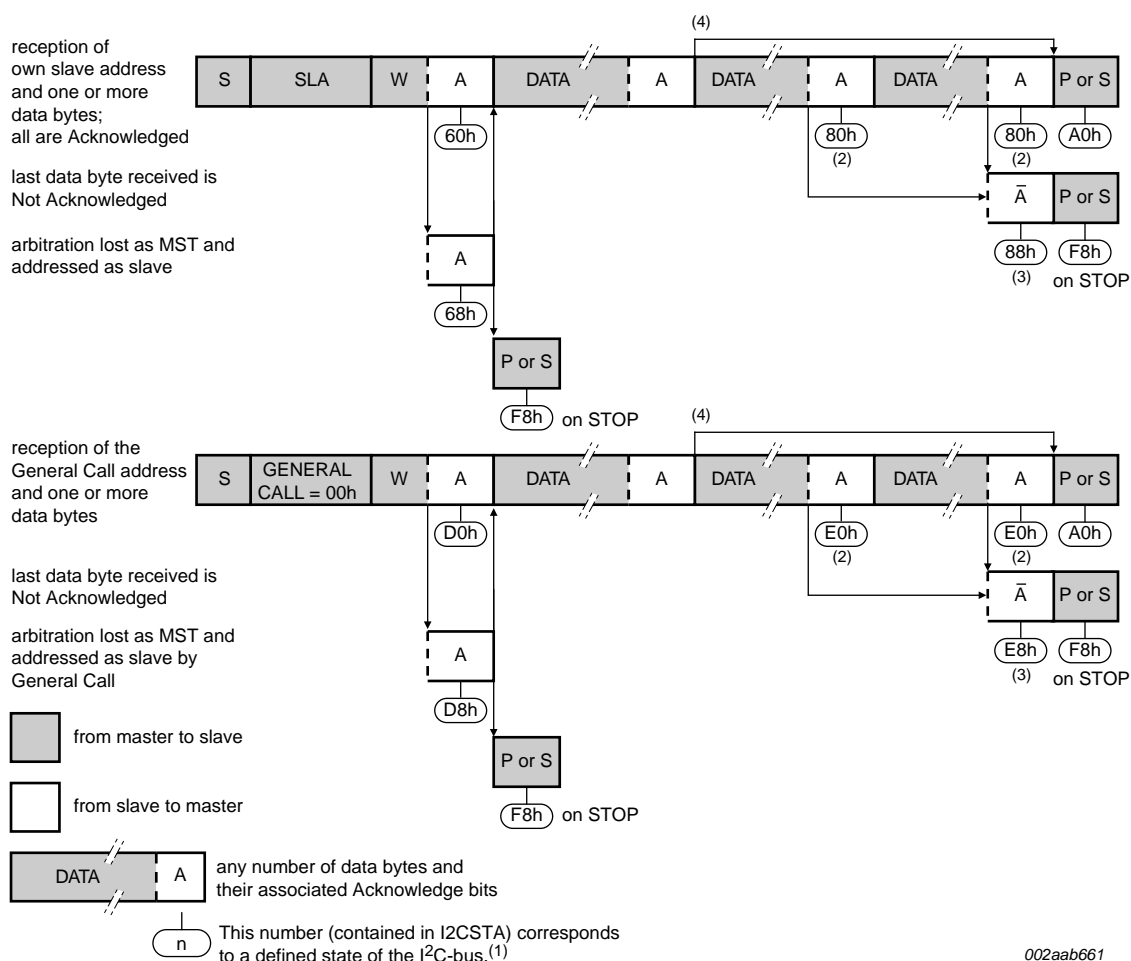 (4)
reception of
own slave address
and one or more
data bytes;
all are Acknowledged
S SLA W A DATA A DATA A DATA A P or S
60h 80h 80h A0h
(2) (2)
last data byte received is
Not Acknowledged
A̅ P or S
arbitration lost as MST and
addressed as slave
A
88h F8h
(3) on STOP
68h
P or S
F8h on STOP
(4)
reception of the
General Call address
and one or more
data bytes
S GENERAL
CALL = 00h W A DATA A DATA A DATA A P or S
D0h E0h E0h A0h
(2) (2)
last data byte received is
Not Acknowledged
A̅ P or S
arbitration lost as MST and
addressed as slave by
General Call
A
E8h F8h
(3) on STOP
D8h
from master to slave
P or S
F8h on STOP
from slave to master
DATA A any number of data bytes and
their associated Acknowledge bits
n This number (contained in I2CSTA) corresponds
to a defined state of the I²C-bus.(1)
002aab661